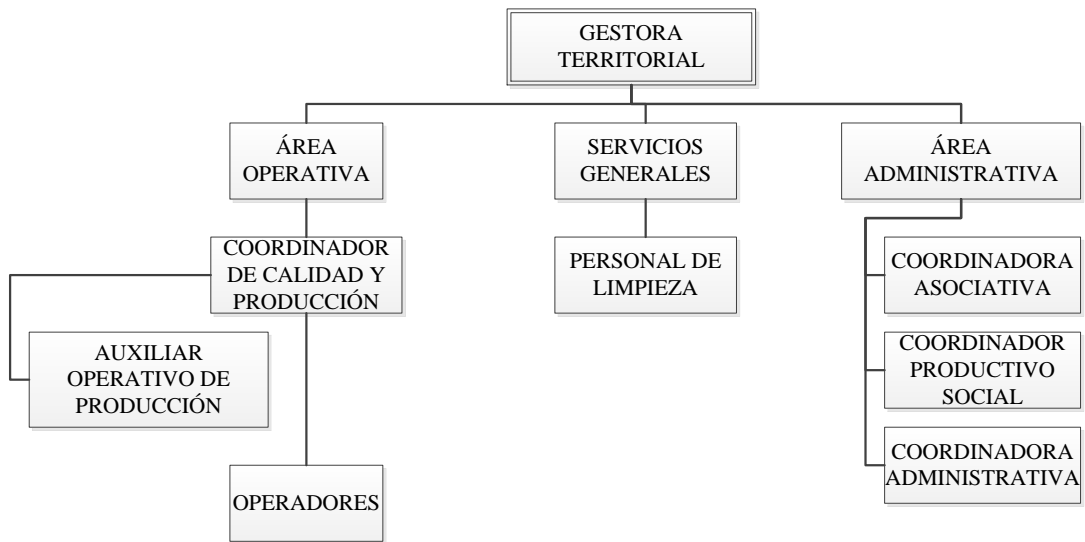 GESTORA
TERRITORIAL
ÁREA
OPERATIVA
SERVICIOS
GENERALES
ÁREA
ADMINISTRATIVA
COORDINADOR
DE CALIDAD Y
PRODUCCIÓN
PERSONAL DE
LIMPIEZA
COORDINADORA
ASOCIATIVA
AUXILIAR
OPERATIVO DE
PRODUCCIÓN
COORDINADOR
PRODUCTIVO
SOCIAL
OPERADORES
COORDINADORA
ADMINISTRATIVA